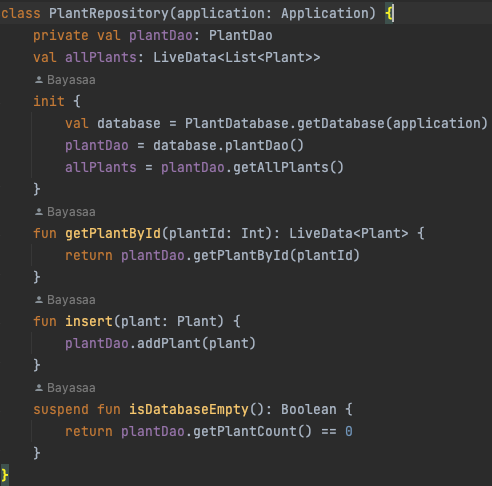 class PlantRepository(application: Application) {
    private val plantDao: PlantDao
    val allPlants: LiveData<List<Plant>>
    Bayasaa
    init {
        val database = PlantDatabase.getDatabase(application)
        plantDao = database.plantDao()
        allPlants = plantDao.getAllPlants()
    }
    Bayasaa
    fun getPlantById(plantId: Int): LiveData<Plant> {
        return plantDao.getPlantById(plantId)
    }
    Bayasaa
    fun insert(plant: Plant) {
        plantDao.addPlant(plant)
    }
    Bayasaa
    suspend fun isDatabaseEmpty(): Boolean {
        return plantDao.getPlantCount() == 0
    }
}